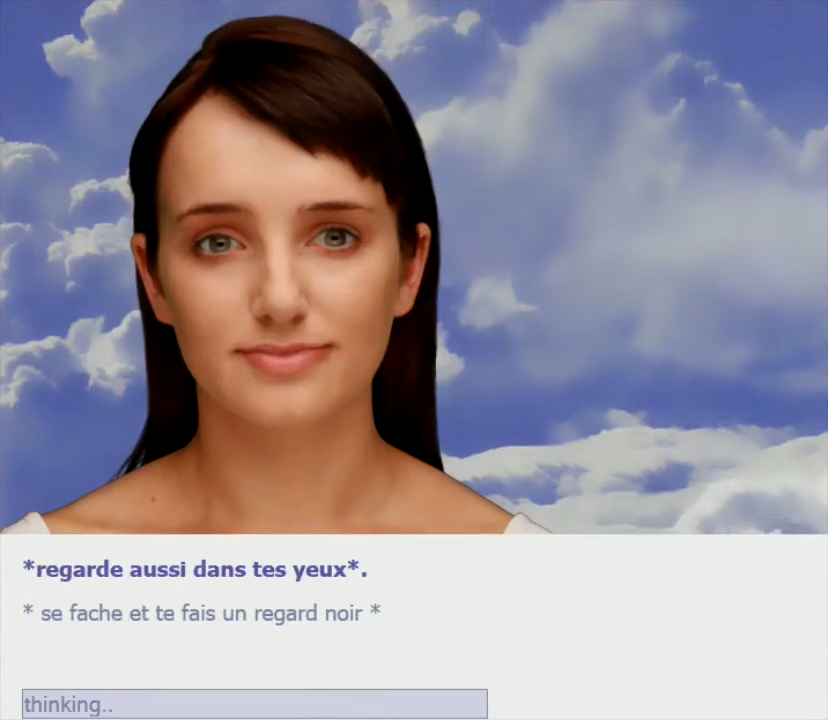 *regarde aussi dans tes yeux*.
* se fache et te fais un regard noir *
thinking..